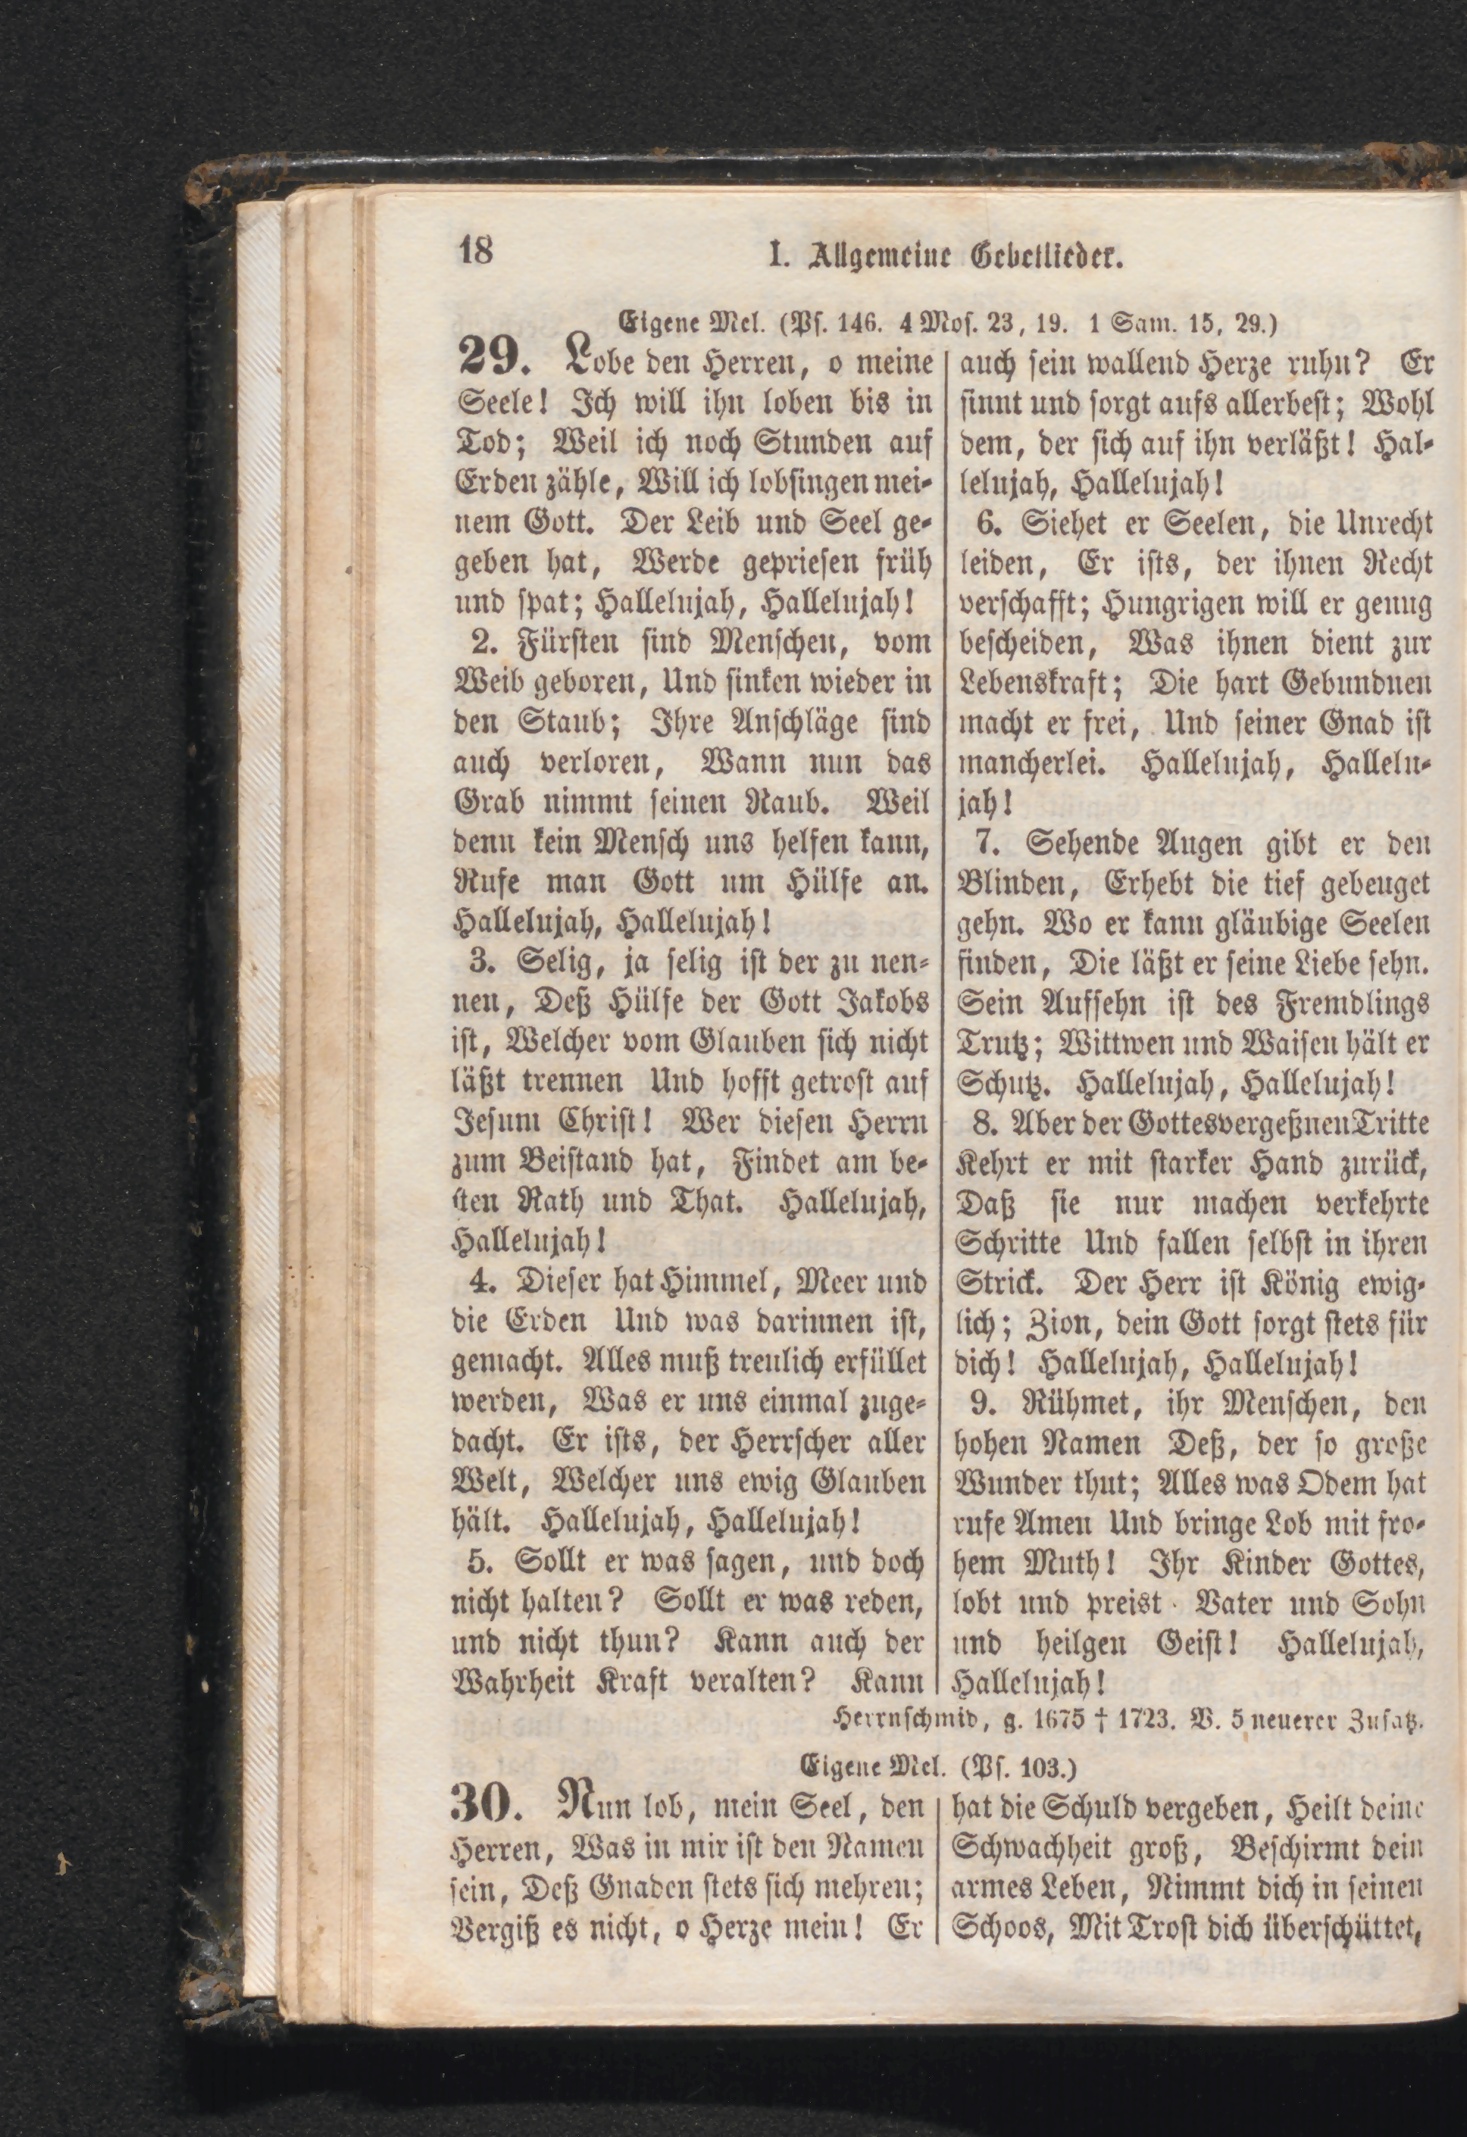 18
I. Allgemeine Gebetlieder.
Eigene Mel. (Ps. 146. 4 Mos. 23, 19. 1 Sam. 15, 29.)
29. Lobe den Herren, o meine
Seele! Ich will ihn loben bis in
Tod; Weil ich noch Stunden auf
Erden zähle, Will ich lobsingen mei-
nem Gott. Der Leib und Seel ge-
geben hat, Werde gepriesen früh
und spat; Hallelujah, Hallelujah!
2. Fürsten sind Menschen, vom
Weib geboren, Und sinken wieder in
den Staub; Ihre Anschläge sind
auch verloren, Wann nun das
Grab nimmt seinen Raub. Weil
denn kein Mensch uns helfen kann,
Rufe man Gott um Hülfe an.
Hallelujah, Hallelujah!
3. Selig, ja selig ist der zu nen-
nen, Deß Hülfe der Gott Jakobs
ist, Welcher vom Glauben sich nicht
läßt trennen Und hofft getrost auf
Jesum Christ! Wer diesen Herrn
zum Beistand hat, Findet am be-
sten Rath und That. Hallelujah,
Hallelujah!
4. Dieser hat Himmel, Meer und
die Erden Und was darinnen ist,
gemacht. Alles muß treulich erfüllet
werden, Was er uns einmal zuge-
dacht. Er ists, der Herrscher aller
Welt, Welcher uns ewig Glauben
hält. Hallelujah, Hallelujah!
5. Sollt er was sagen, und doch
nicht halten? Sollt er was reden,
und nicht thun? Kann auch der
Wahrheit Kraft veralten? Kann
auch sein wallend Herze ruhn? Er
sinnt und sorgt aufs allerbest; Wohl
dem, der sich auf ihn verläßt! Hal-
lelujah, Hallelujah!
6. Siehet er Seelen, die Unrecht
leiden, Er ists, der ihnen Recht
verschafft; Hungrigen will er genug
bescheiden, Was ihnen dient zur
Lebenskraft; Die hart Gebundnen
macht er frei, Und seiner Gnad ist
mancherlei. Hallelujah, Hallelu-
jah!
7. Sehende Augen gibt er den
Blinden, Erhebt die tief gebeuget
gehn. Wo er kann gläubige Seelen
finden, Die läßt er seine Liebe sehn.
Sein Aufsehn ist des Fremdlings
Trutz; Wittwen und Waisen hält er
Schutz. Hallelujah, Hallelujah!
8. Aber der Gottesvergeßnen Tritte
Kehrt er mit starker Hand zurück,
Daß sie nur machen verkehrte
Schritte Und fallen selbst in ihren
Strick. Der Herr ist König ewig-
lich; Zion, dein Gott sorgt stets für
dich! Hallelujah, Hallelujah!
9. Rühmet, ihr Menschen, den
hohen Namen Deß, der so große
Wunder thut; Alles was Odem hat
rufe Amen Und bringe Lob mit fro-
hem Muth! Ihr Kinder Gottes,
lobt und preist Vater und Sohn
und heilgen Geist! Hallelujah,
Hallelujah!
Herrnschmid, g. 1675 † 1723. V. 5 neuerer Zusatz.
Eigene Mel. (Ps. 103.)
30. Nun lob, mein Seel, den
Herren, Was in mir ist den Namen
sein, Deß Gnaden stets sich mehren;
Vergiß es nicht, o Herze mein! Er
hat die Schuld vergeben, Heilt deine
Schwachheit groß, Beschirmt dein
armes Leben, Nimmt dich in seinen
Schoos, Mit Trost dich überschüttet,